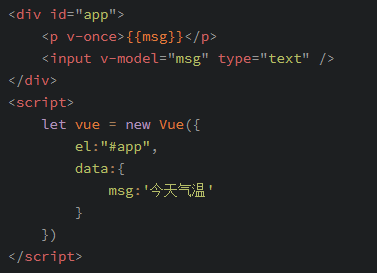 <div id="app">
    <p v-once>{{msg}}</p>
    <input v-model="msg" type="text" />
</div>
<script>
    let vue = new Vue({
        el:"#app",
        data:{
            msg:'今天气温'
        }
    })
</script>